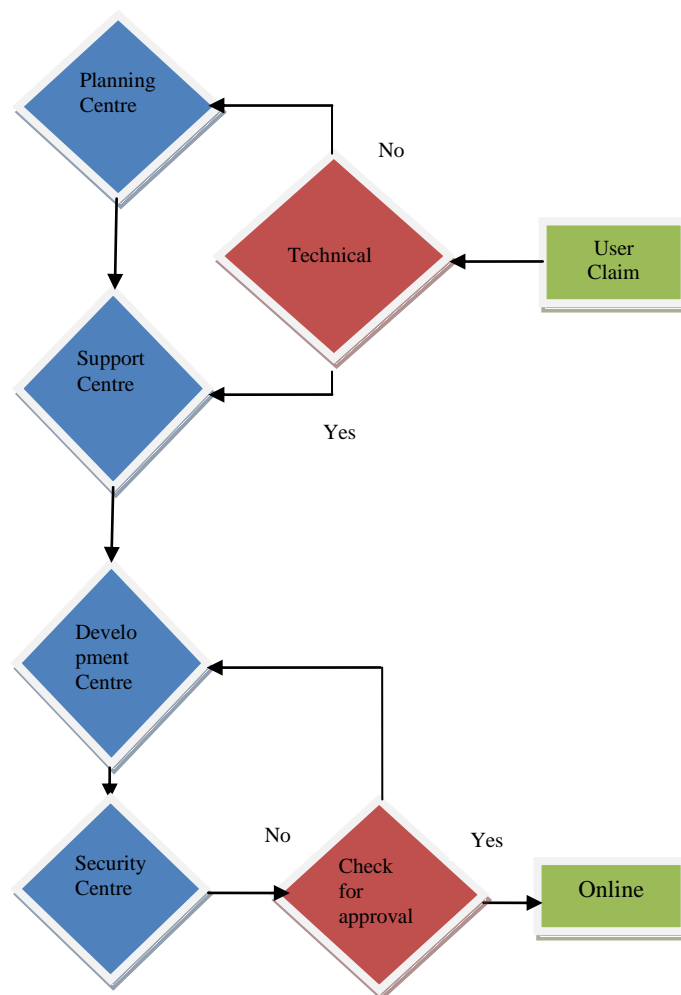 Planning
Centre
No
Technical
User
Claim
Support
Centre
Yes
Develo
pment
Centre
No
Yes
Security
Centre
Check
for
approval
Online